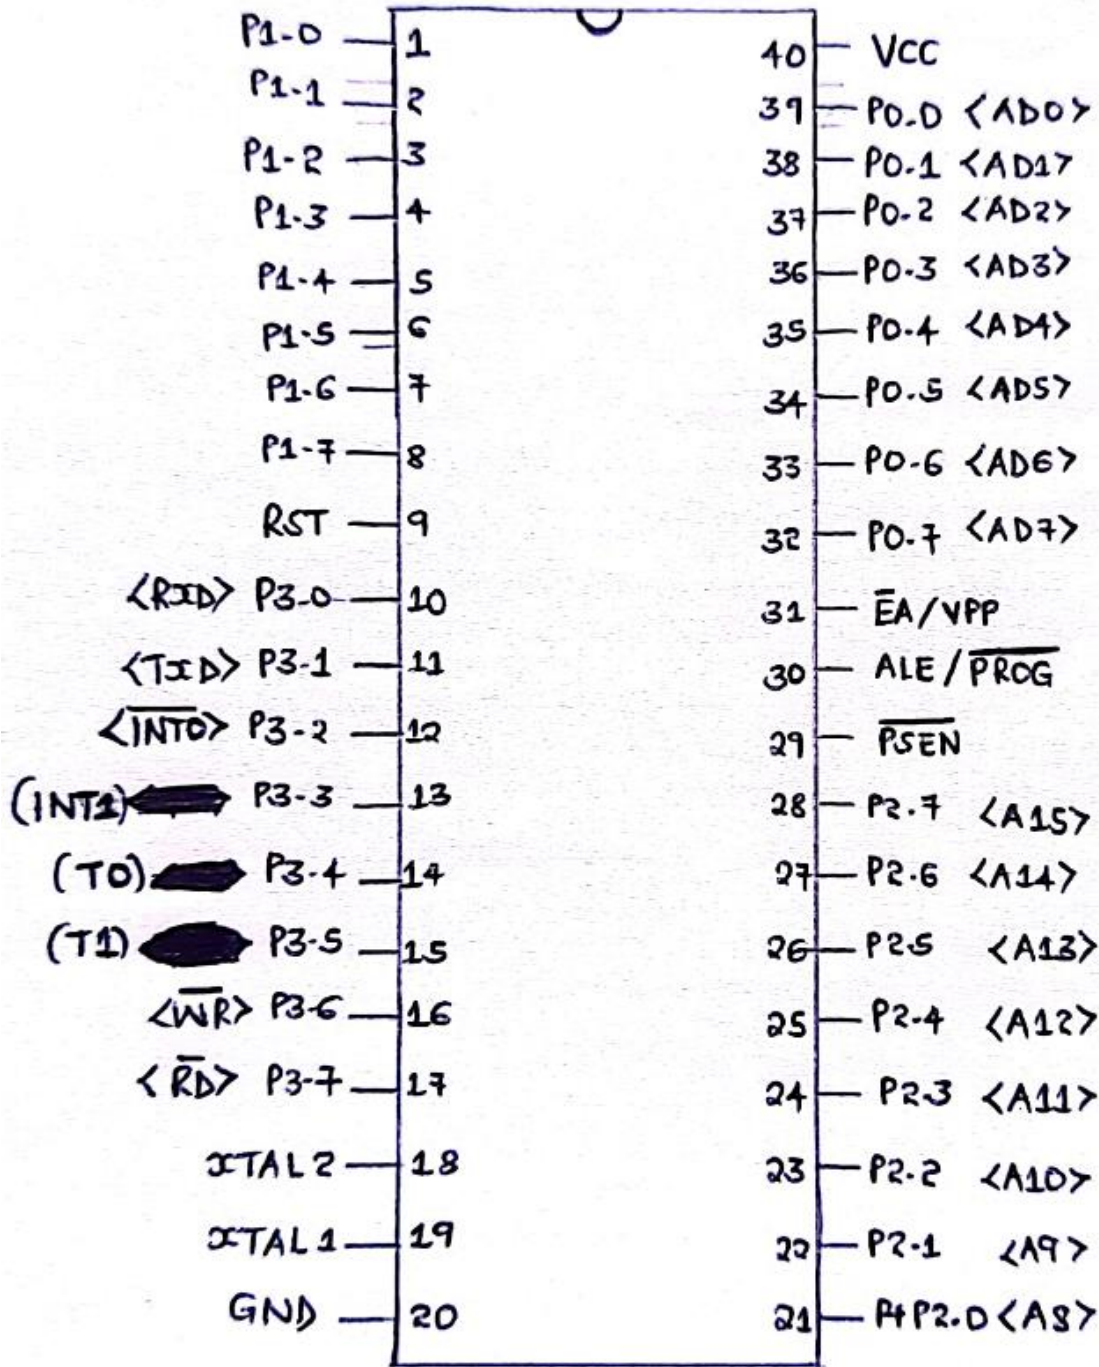 P1-0 1
P1-1 2
P1-2 3
P1-3 4
P1-4 5
P1-5 6
P1-6 7
P1-7 8
RST 9
<RXD> P3-0 10
<TXD> P3-1 11
<INT0> P3-2 12
(INT1) P3-3 13
(T0) P3-4 14
(T1) P3-5 15
<WR> P3-6 16
<RD> P3-7 17
XTAL 2 18
XTAL 1 19
GND 20
40 VCC
39 P0-0 <AD0>
38 P0-1 <AD1>
37 P0-2 <AD2>
36 P0-3 <AD3>
35 P0-4 <AD4>
34 P0-5 <AD5>
33 P0-6 <AD6>
32 P0-7 <AD7>
31 EA/VPP
30 ALE/PROG
29 PSEN
28 P2.7 <A15>
27 P2.6 <A14>
26 P2.5 <A13>
25 P2-4 <A12>
24 P2.3 <A11>
23 P2.2 <A10>
22 P2-1 <A9>
21 P2.0 <A8>